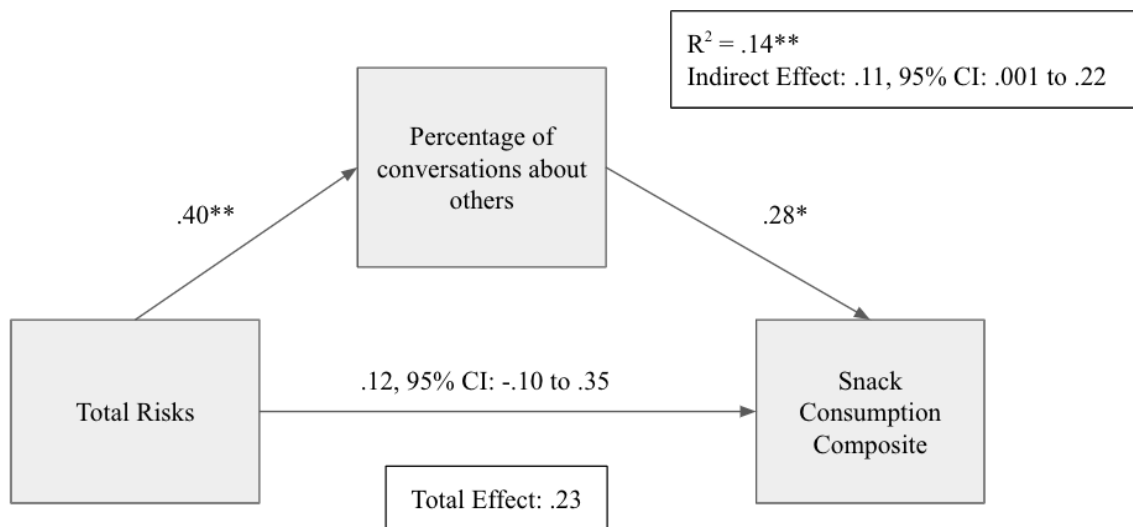 R² = .14**
Indirect Effect: .11, 95% CI: .001 to .22
Percentage of
conversations about
others
.40**
.28*
Total Risks
.12, 95% CI: -.10 to .35
Snack
Consumption
Composite
Total Effect: .23